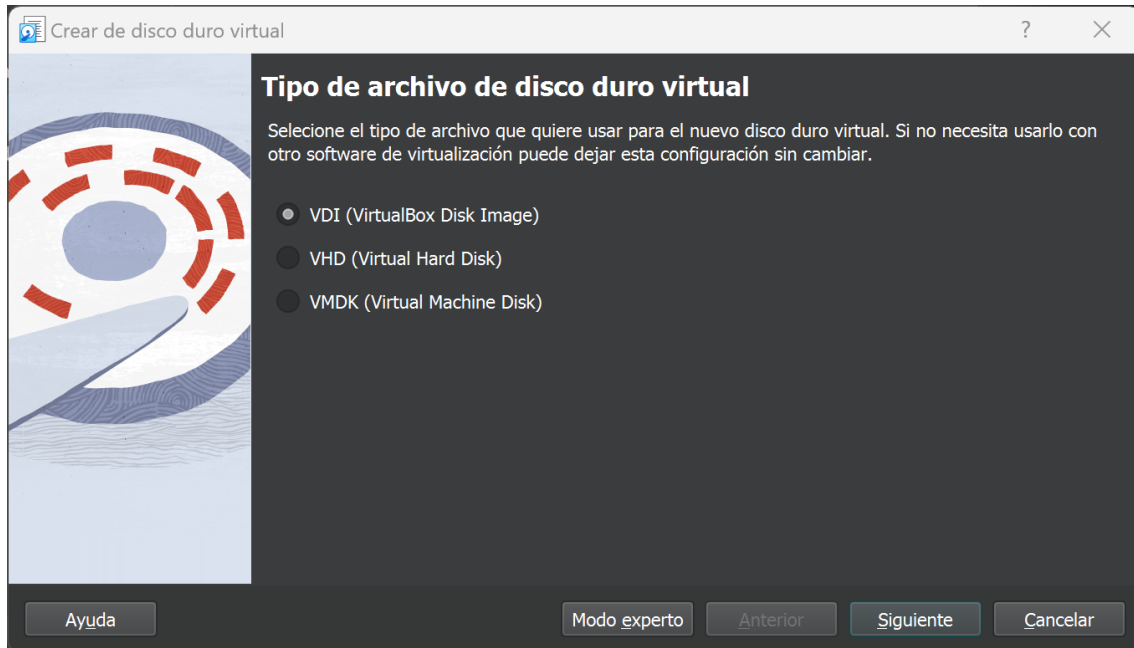 Crear de disco duro virtual
Tipo de archivo de disco duro virtual
Selecione el tipo de archivo que quiere usar para el nuevo disco duro virtual. Si no necesita usarlo con
otro software de virtualización puede dejar esta configuración sin cambiar.
VDI (VirtualBox Disk Image)
VHD (Virtual Hard Disk)
VMDK (Virtual Machine Disk)
Ayuda Modo experto Anterior Siguiente Cancelar